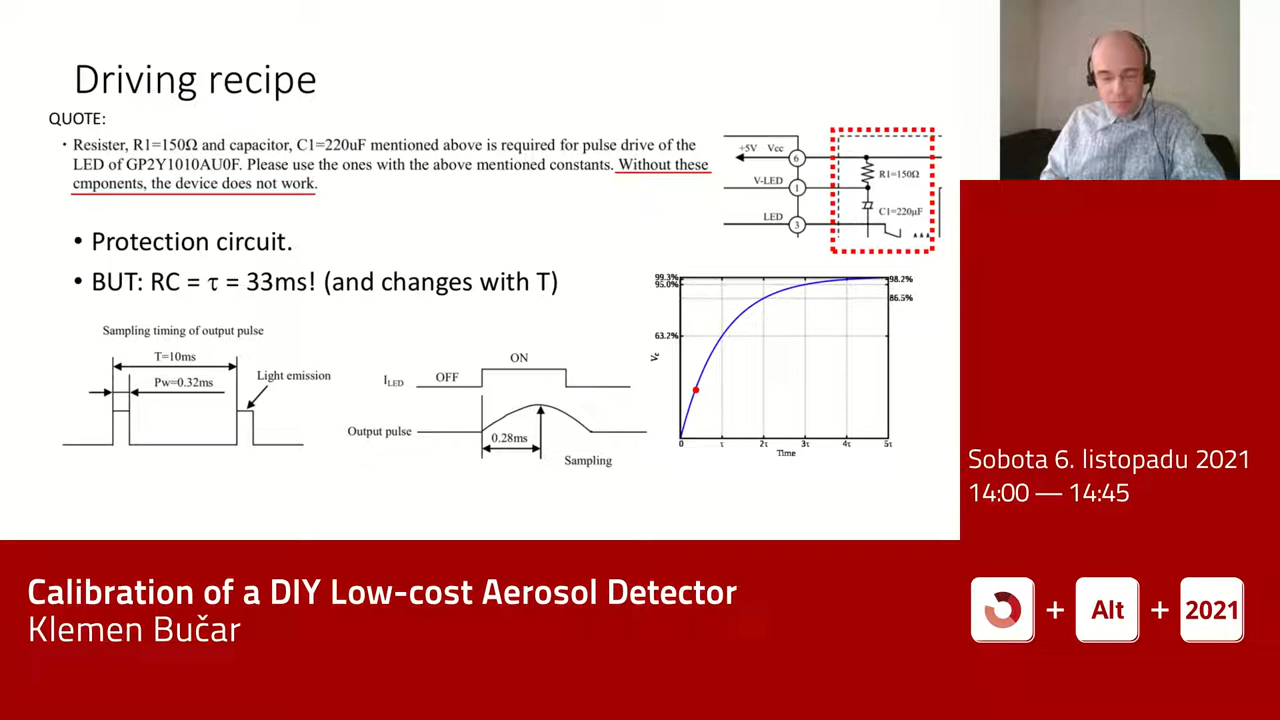 Driving recipe
QUOTE:
· Resister, R1=150Ω and capacitor, C1=220uF mentioned above is required for pulse drive of the
LED of GP2Y1010AU0F. Please use the ones with the above mentioned constants. Without these
cmponents, the device does not work.
• Protection circuit.
• BUT: RC = τ = 33ms! (and changes with T)
+5V Vcc
6
R1=150Ω
V-LED
1
C1=220μF
LED
3
Sampling timing of output pulse
T=10ms
Pw=0.32ms
Light emission
ON
OFF
ILED
Output pulse
0.28ms
Sampling
99.3%
98.2%
95.0%
86.5%
63.2%
Vc
0 τ 2τ 3τ 4τ 5τ
Time
Sobota 6. listopadu 2021
14:00 — 14:45
Calibration of a DIY Low-cost Aerosol Detector
Klemen Bučar
+ Alt + 2021